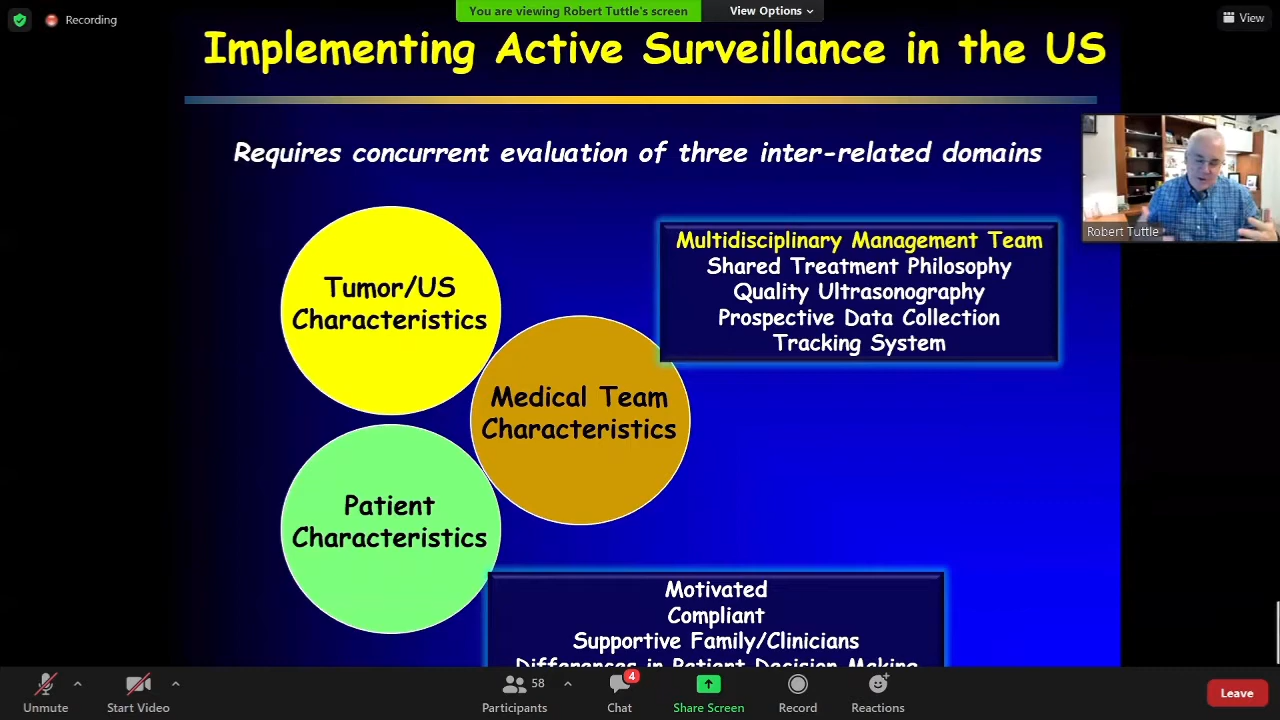 Recording
You are viewing Robert Tuttle's screen
View Options
View
Implementing Active Surveillance in the US
Requires concurrent evaluation of three inter-related domains
Robert Tuttle
Tumor/US
Characteristics
Multidisciplinary Management Team
Shared Treatment Philosophy
Quality Ultrasonography
Prospective Data Collection
Tracking System
Medical Team
Characteristics
Patient
Characteristics
Motivated
Compliant
Supportive Family/Clinicians
Differences in Patient Decision Making
Unmute
Start Video
58
Participants
4
Chat
Share Screen
Record
Reactions
Leave